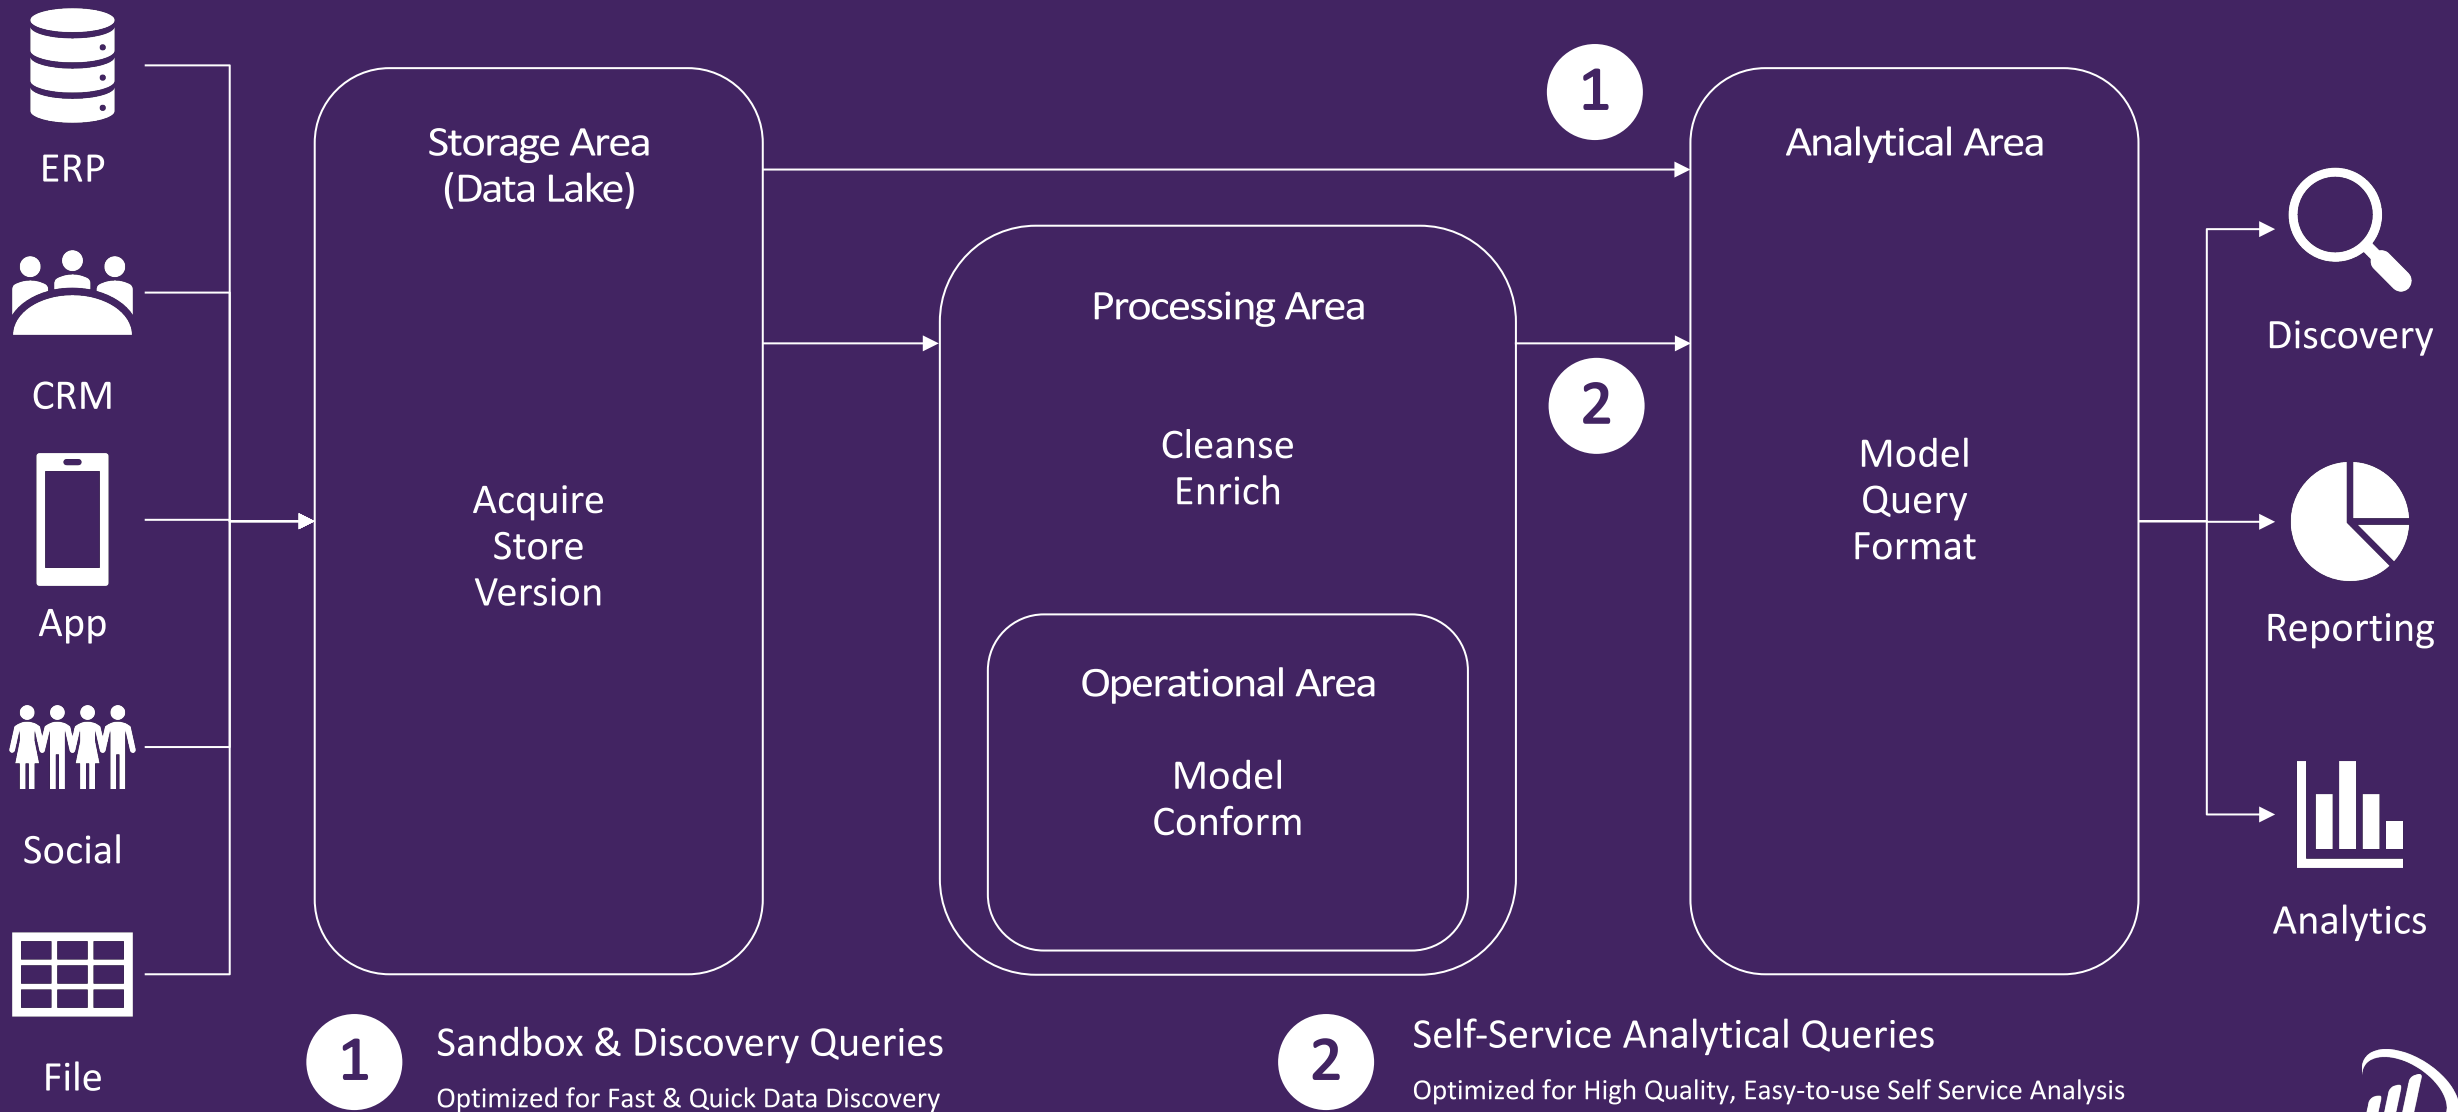 ERP
CRM
App
Social
File
Storage Area
(Data Lake)
Acquire
Store
Version
Processing Area
Cleanse
Enrich
Operational Area
Model
Conform
1
2
Analytical Area
Model
Query
Format
Discovery
Reporting
Analytics
1
Sandbox & Discovery Queries
Optimized for Fast & Quick Data Discovery
2
Self-Service Analytical Queries
Optimized for High Quality, Easy-to-use Self Service Analysis